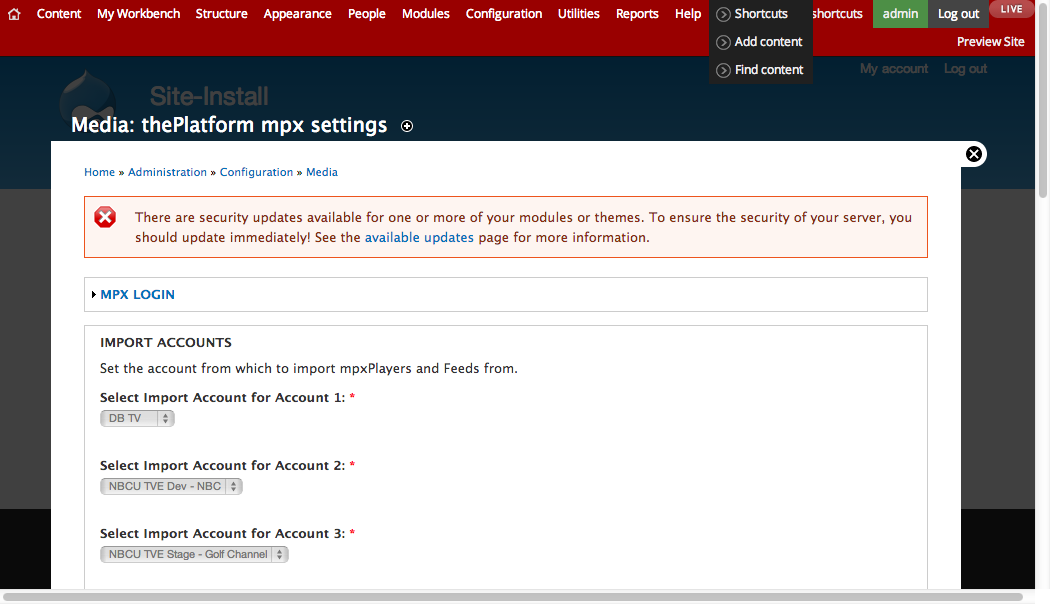 Content My Workbench Structure Appearance People Modules Configuration Utilities Reports Help Shortcuts shortcuts admin Log out LIVE
Add content Preview Site
Find content My account Log out
Site-Install
Media: thePlatform mpx settings
Home » Administration » Configuration » Media
There are security updates available for one or more of your modules or themes. To ensure the security of your server, you
should update immediately! See the available updates page for more information.
MPX LOGIN
IMPORT ACCOUNTS
Set the account from which to import mpxPlayers and Feeds from.
Select Import Account for Account 1: *
DB TV
Select Import Account for Account 2: *
NBCU TVE Dev - NBC
Select Import Account for Account 3: *
NBCU TVE Stage - Golf Channel